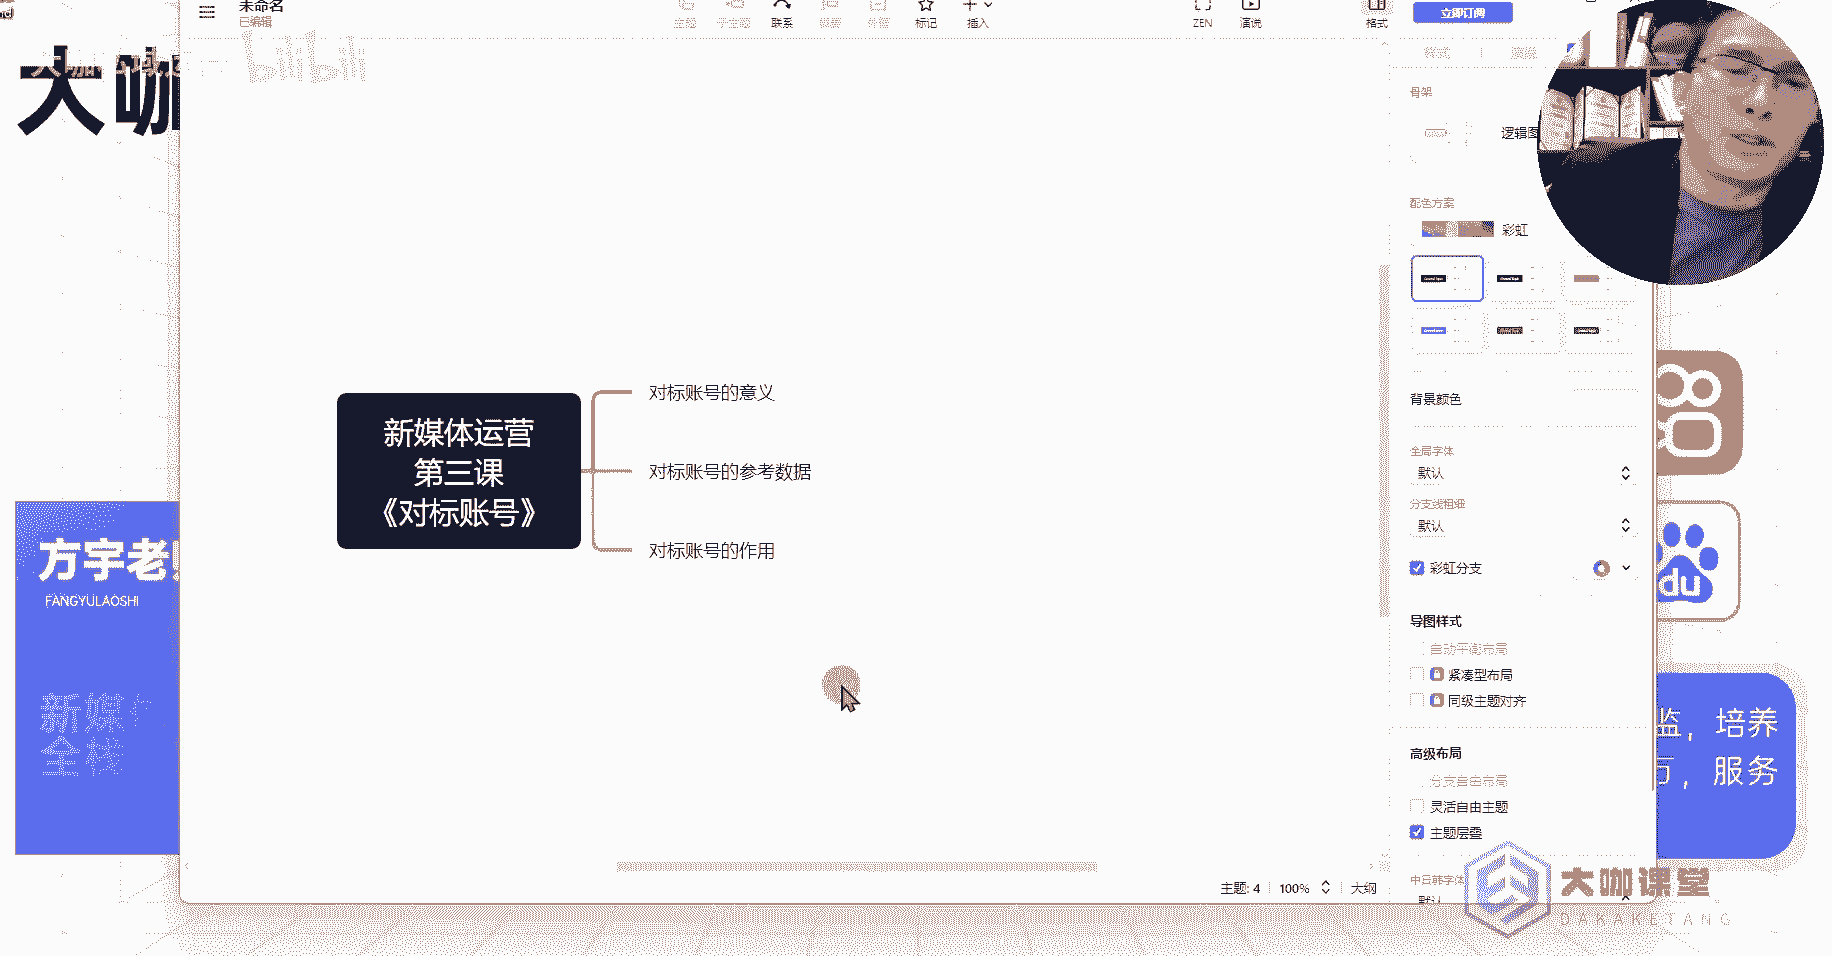 未命名
已编辑
主题
子主题
联系
概要
外框
标记
插入
ZEN
演说
格式
立即订阅
bilibili
大咖
骨架
逻辑图
配色方案
彩虹
背景颜色
全局字体
默认
分支线粗细
默认
彩虹分支
导图样式
自动平衡布局
紧凑型布局
同级主题对齐
高级布局
分支自由布局
灵活自由主题
主题层叠
中日韩字体
默认
新媒体运营
第三课
《对标账号》
对标账号的意义
对标账号的参考数据
对标账号的作用
方宇老
FANGYULAOSHI
新媒
全栈
du
监，培养
万，服务
主题: 4
100%
大纲
大咖课堂
DAKAKETANG